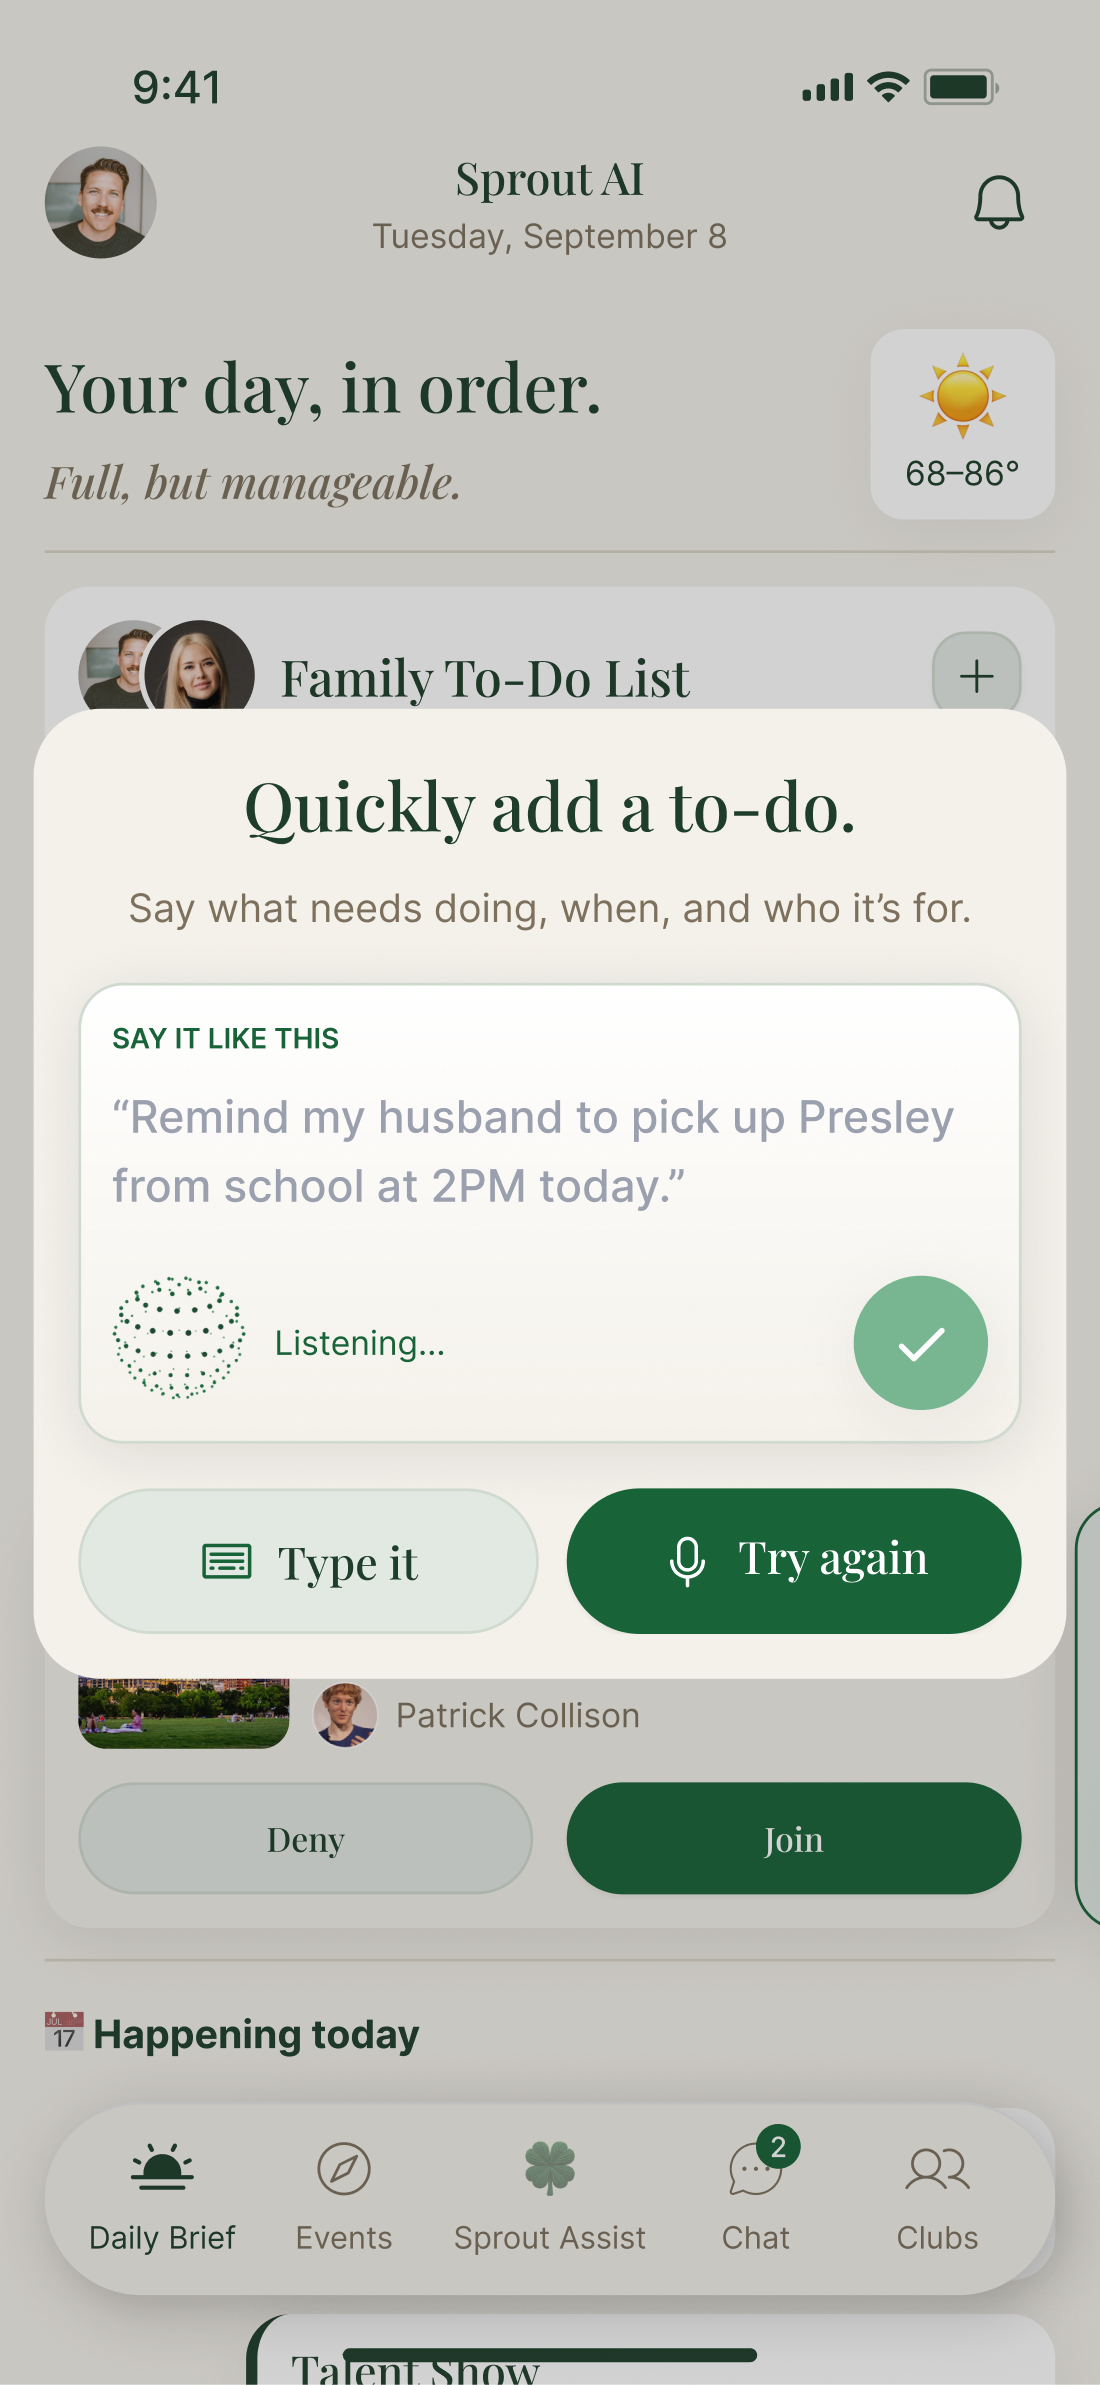 9:41
Sprout AI
Tuesday, September 8
Your day, in order.
Full, but manageable.
68–86°
Family To-Do List
Quickly add a to-do.
Say what needs doing, when, and who it’s for.
SAY IT LIKE THIS
“Remind my husband to pick up Presley
from school at 2PM today.”
Listening...
Type it
Try again
Patrick Collison
Deny
Join
JUL
17
Happening today
2
Daily Brief
Events
Sprout Assist
Chat
Clubs
Talent Show